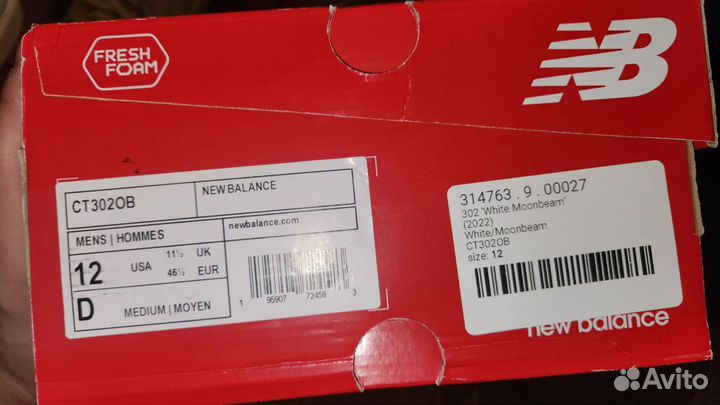 FRESH
FOAM
NB
CT302OB
NEW BALANCE
MENS | HOMMES
newbalance.com
12 USA 11½ UK
46½ EUR
D MEDIUM | MOYEN
1 95907 72458 3
314763 . 9 . 00027
302 'White Moonbeam'
(2022)
White/Moonbeam
CT302OB
size: 12
new balance
Avito